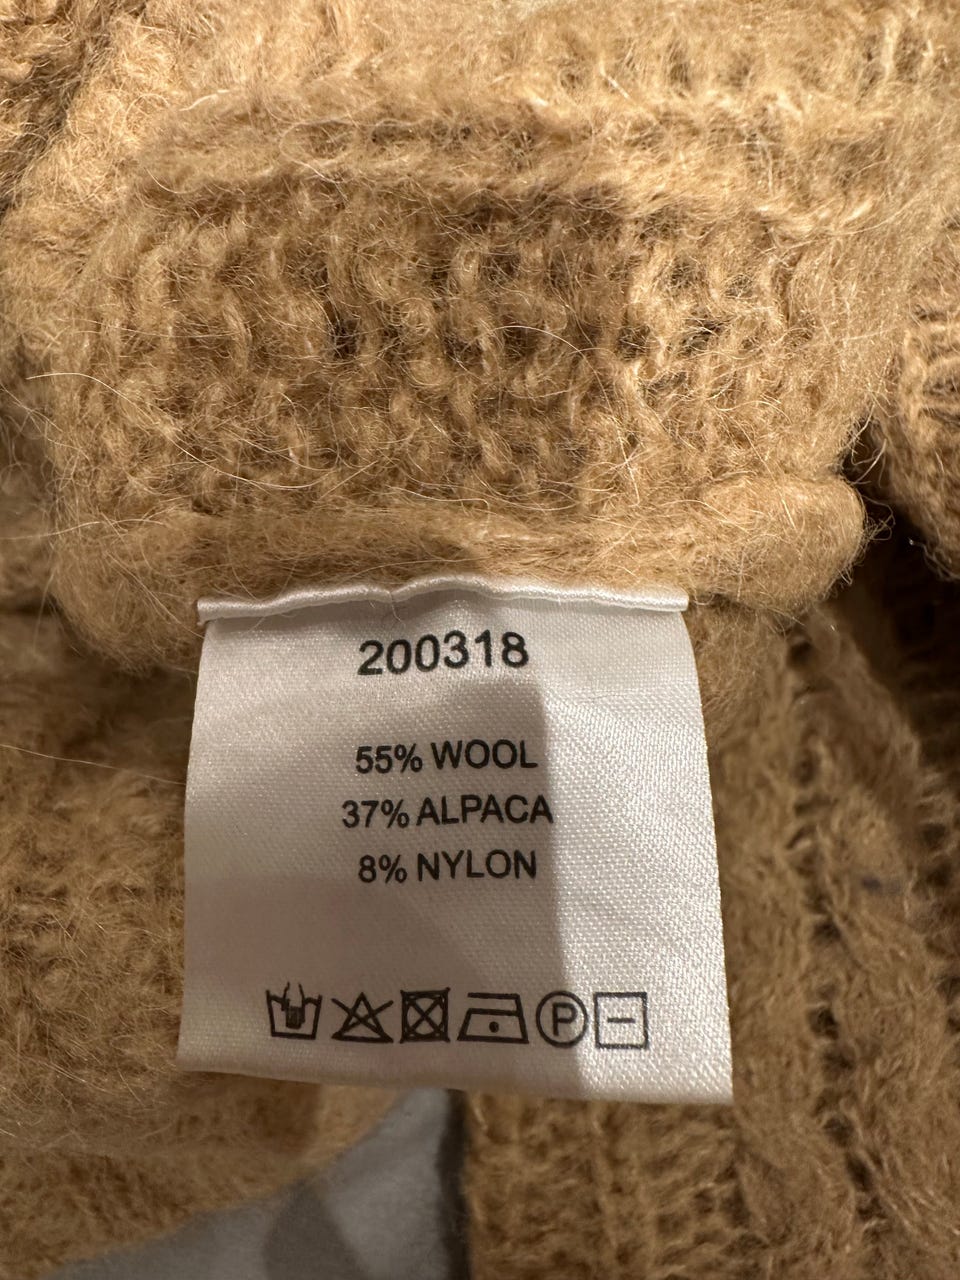 200318
55% WOOL
37% ALPACA
8% NYLON
P